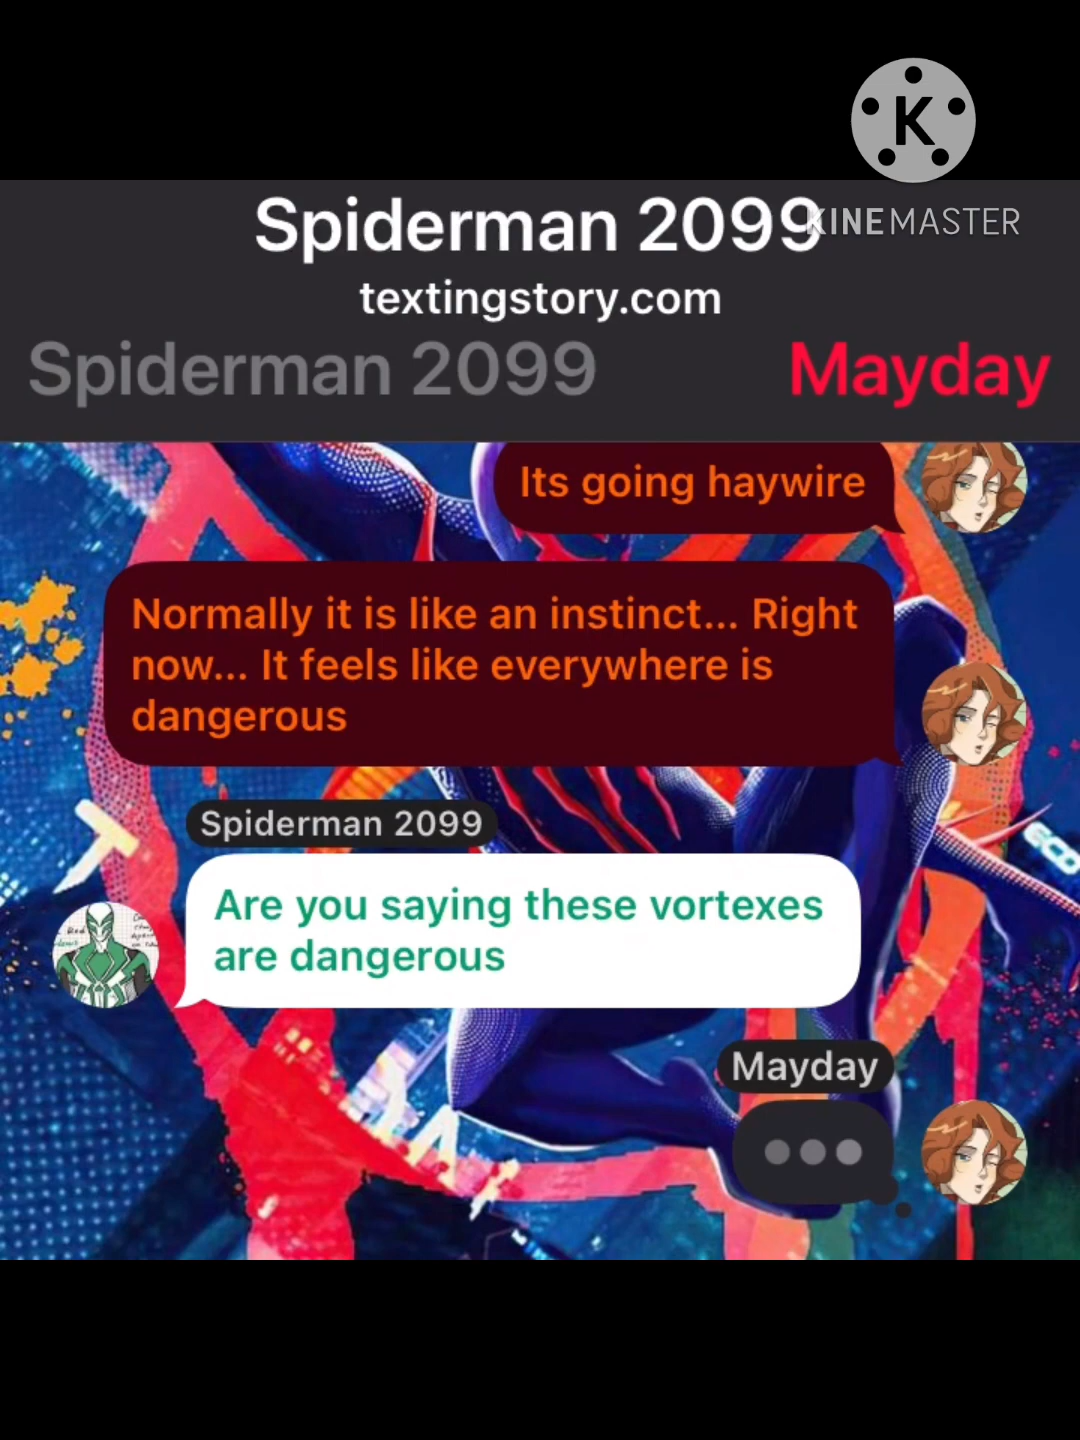 K
KINEMASTER
Spiderman 2099
textingstory.com
Spiderman 2099
Mayday
Its going haywire
Normally it is like an instinct... Right
now... It feels like everywhere is
dangerous
Spiderman 2099
Are you saying these vortexes
are dangerous
Mayday